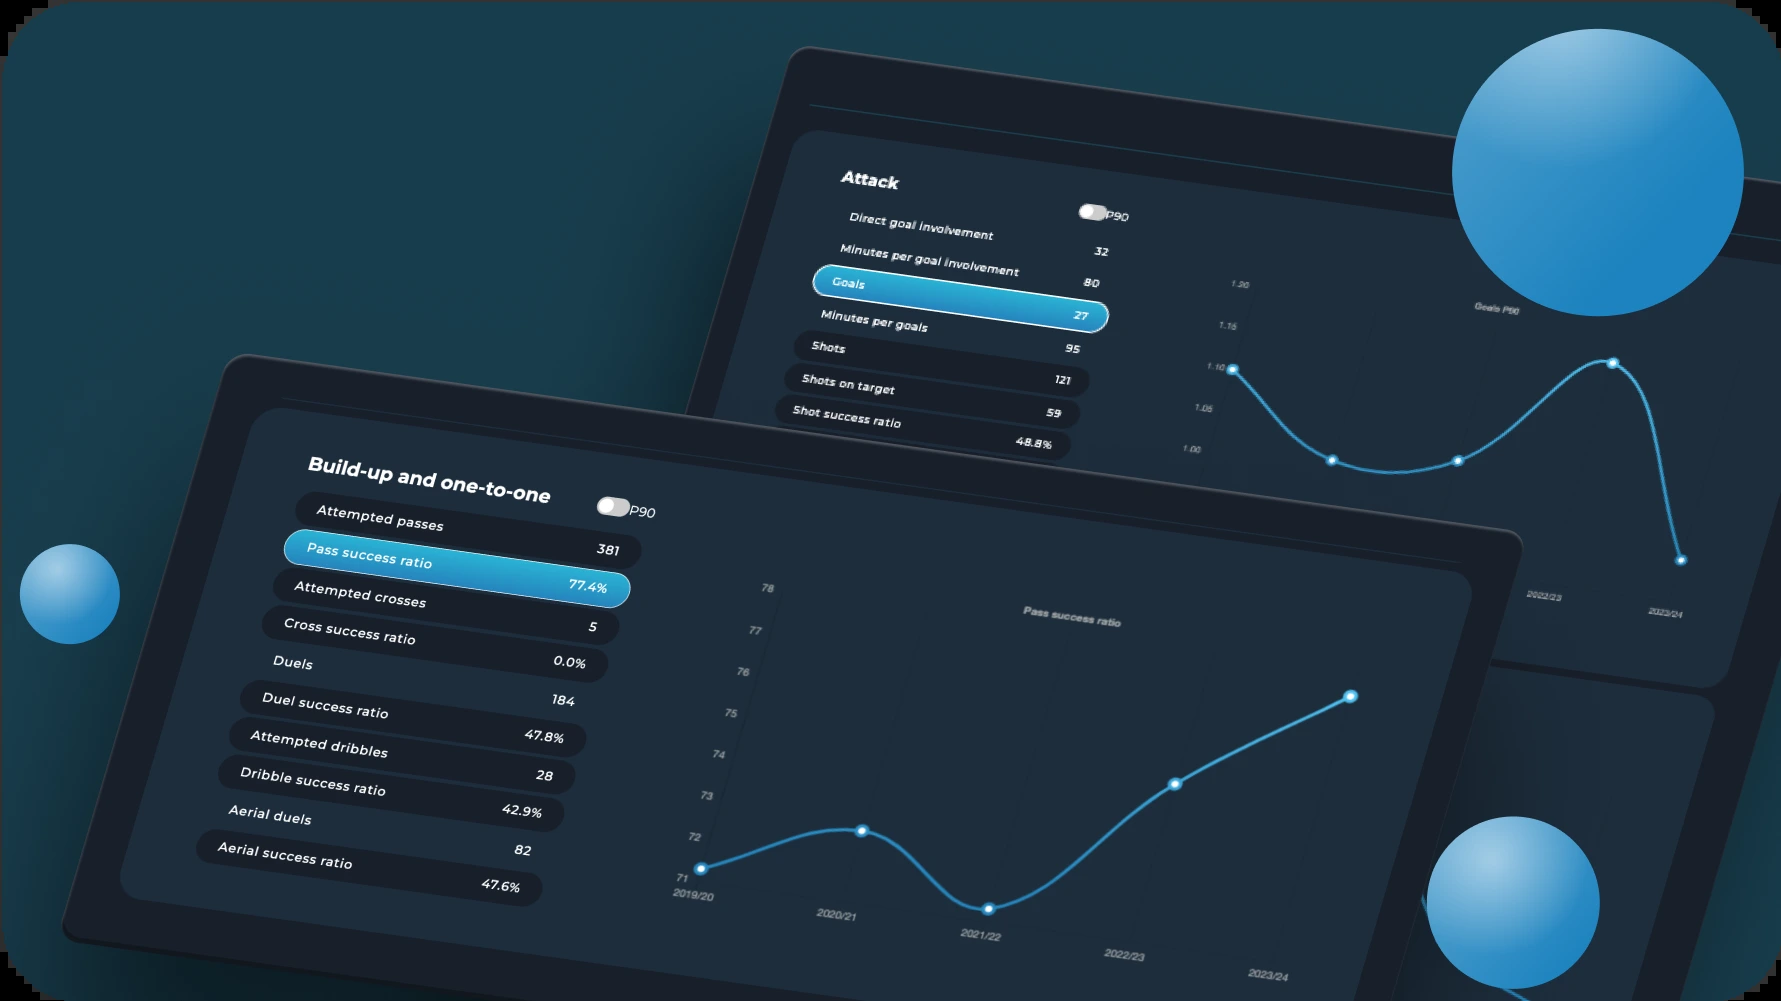 Attack
P90
Direct goal involvement 32
Minutes per goal involvement 80
Goals 27
Minutes per goals 95
Shots 121
Shots on target 59
Shot success ratio 48.8%
Goals P90
1.20
1.15
1.10
1.05
1.00
2022/23
2023/24
Build-up and one-to-one
P90
Attempted passes 381
Pass success ratio 77.4%
Attempted crosses 5
Cross success ratio 0.0%
Duels 184
Duel success ratio 47.8%
Attempted dribbles 28
Dribble success ratio 42.9%
Aerial duels 82
Aerial success ratio 47.6%
Pass success ratio
78
77
76
75
74
73
72
71
2019/20
2020/21
2021/22
2022/23
2023/24